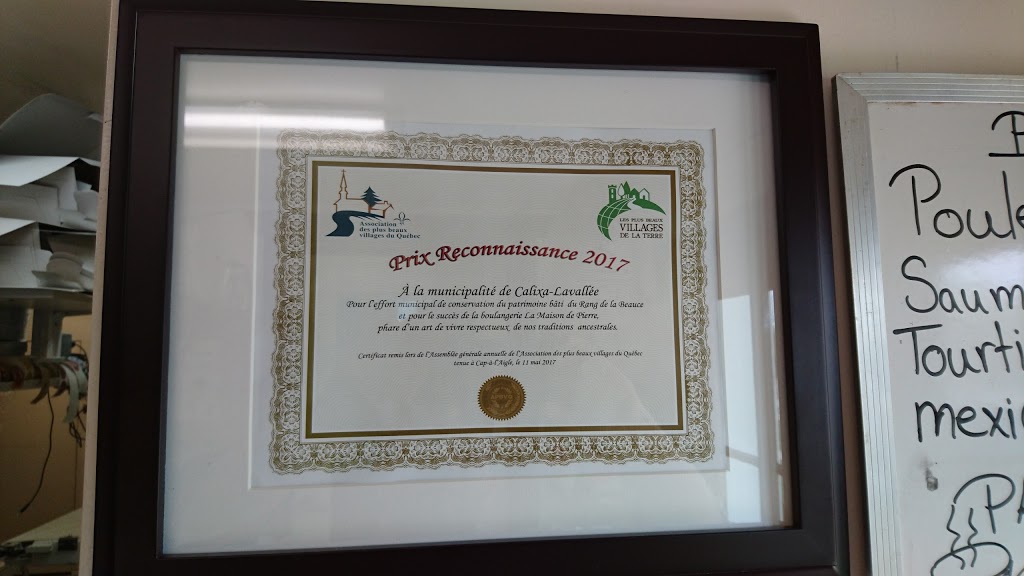 Association
des plus beaux
villages du Québec
LES PLUS BEAUX
VILLAGES
DE LA TERRE
Prix Reconnaissance 2017
À la municipalité de Calixa-Lavallée
Pour l'effort municipal de conservation du patrimoine bâti du Rang de la Beauce
et pour le succès de la boulangerie La Maison de Pierre,
phare d'un art de vivre respectueux de nos traditions ancestrales.
Certificat remis lors de l'Assemblée générale annuelle de l'Association des plus beaux villages du Québec
tenue à Cap-à-l'Aigle, le 11 mai 2017
Poule
Saum
Tourti
mexi